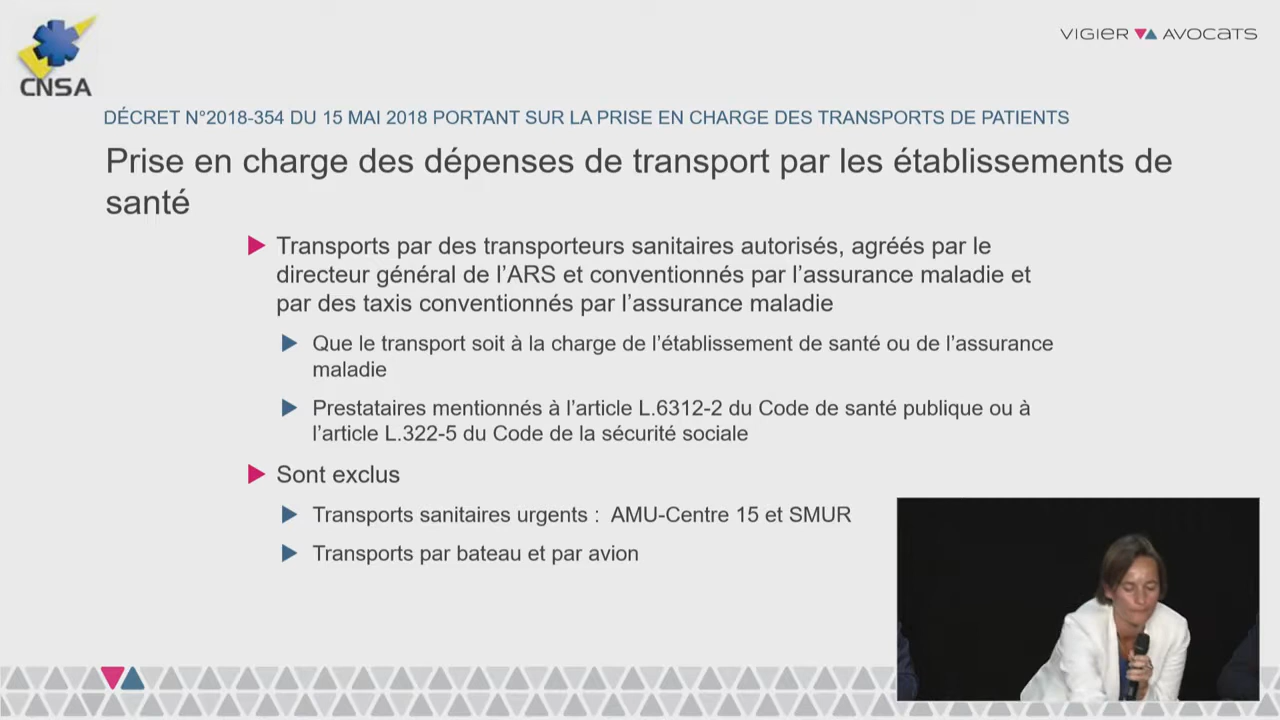 CNSA
VIGIER AVOCATS
DÉCRET N°2018-354 DU 15 MAI 2018 PORTANT SUR LA PRISE EN CHARGE DES TRANSPORTS DE PATIENTS
Prise en charge des dépenses de transport par les établissements de
santé
Transports par des transporteurs sanitaires autorisés, agréés par le
directeur général de l’ARS et conventionnés par l’assurance maladie et
par des taxis conventionnés par l’assurance maladie
Que le transport soit à la charge de l’établissement de santé ou de l’assurance
maladie
Prestataires mentionnés à l’article L.6312-2 du Code de santé publique ou à
l’article L.322-5 du Code de la sécurité sociale
Sont exclus
Transports sanitaires urgents : AMU-Centre 15 et SMUR
Transports par bateau et par avion